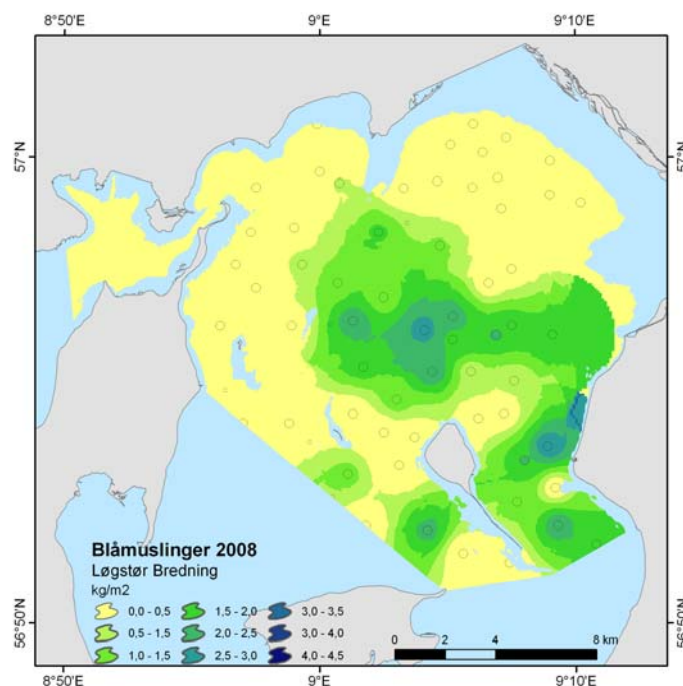 8°50'E 9°0'E 9°10'E
57°N 57°N
Blåmuslinger 2008
Løgstør Bredning
kg/m2
0,0 - 0,5 1,5 - 2,0 3,0 - 3,5
0,5 - 1,5 2,0 - 2,5 3,0 - 4,0
1,0 - 1,5 2,5 - 3,0 4,0 - 4,5
0 2 4 8 km
56°50'N 56°50'N
8°50'E 9°0'E 9°10'E